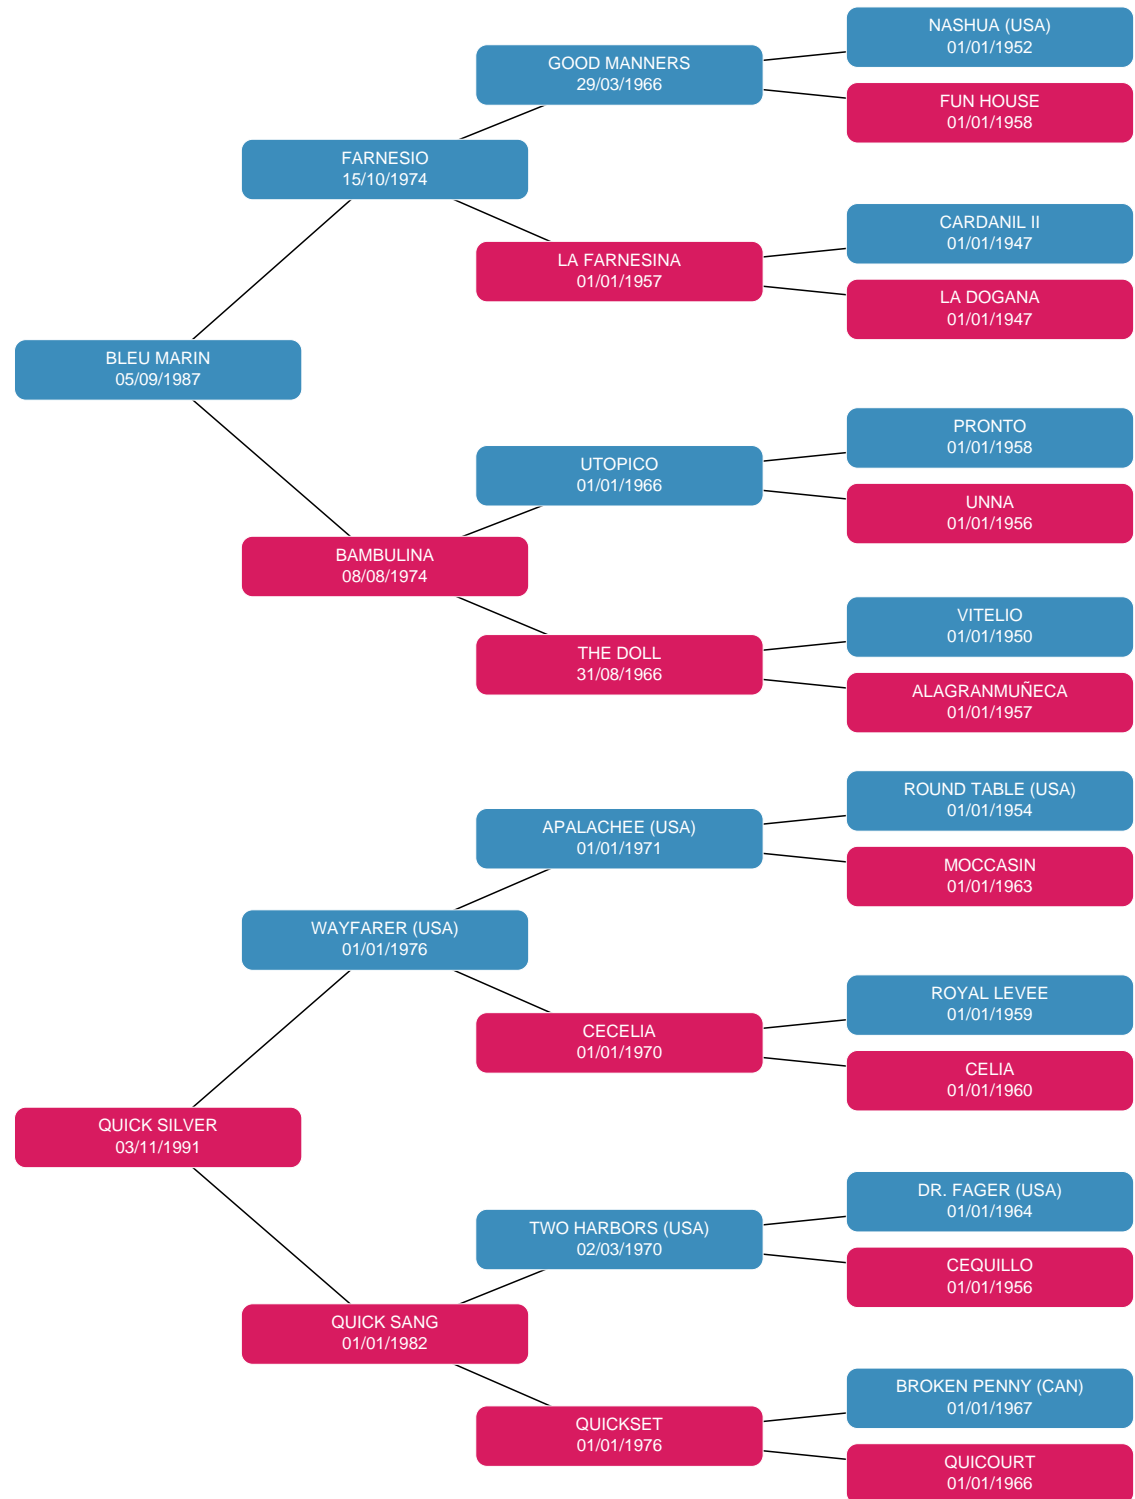 NASHUA (USA)
01/01/1952
GOOD MANNERS
29/03/1966
FUN HOUSE
01/01/1958
FARNESIO
15/10/1974
CARDANIL II
01/01/1947
LA FARNESINA
01/01/1957
LA DOGANA
01/01/1947
BLEU MARIN
05/09/1987
PRONTO
01/01/1958
UTOPICO
01/01/1966
UNNA
01/01/1956
BAMBULINA
08/08/1974
VITELIO
01/01/1950
THE DOLL
31/08/1966
ALAGRANMUÑECA
01/01/1957
ROUND TABLE (USA)
01/01/1954
APALACHEE (USA)
01/01/1971
MOCCASIN
01/01/1963
WAYFARER (USA)
01/01/1976
ROYAL LEVEE
01/01/1959
CECELIA
01/01/1970
CELIA
01/01/1960
QUICK SILVER
03/11/1991
DR. FAGER (USA)
01/01/1964
TWO HARBORS (USA)
02/03/1970
CEQUILLO
01/01/1956
QUICK SANG
01/01/1982
BROKEN PENNY (CAN)
01/01/1967
QUICKSET
01/01/1976
QUICOURT
01/01/1966